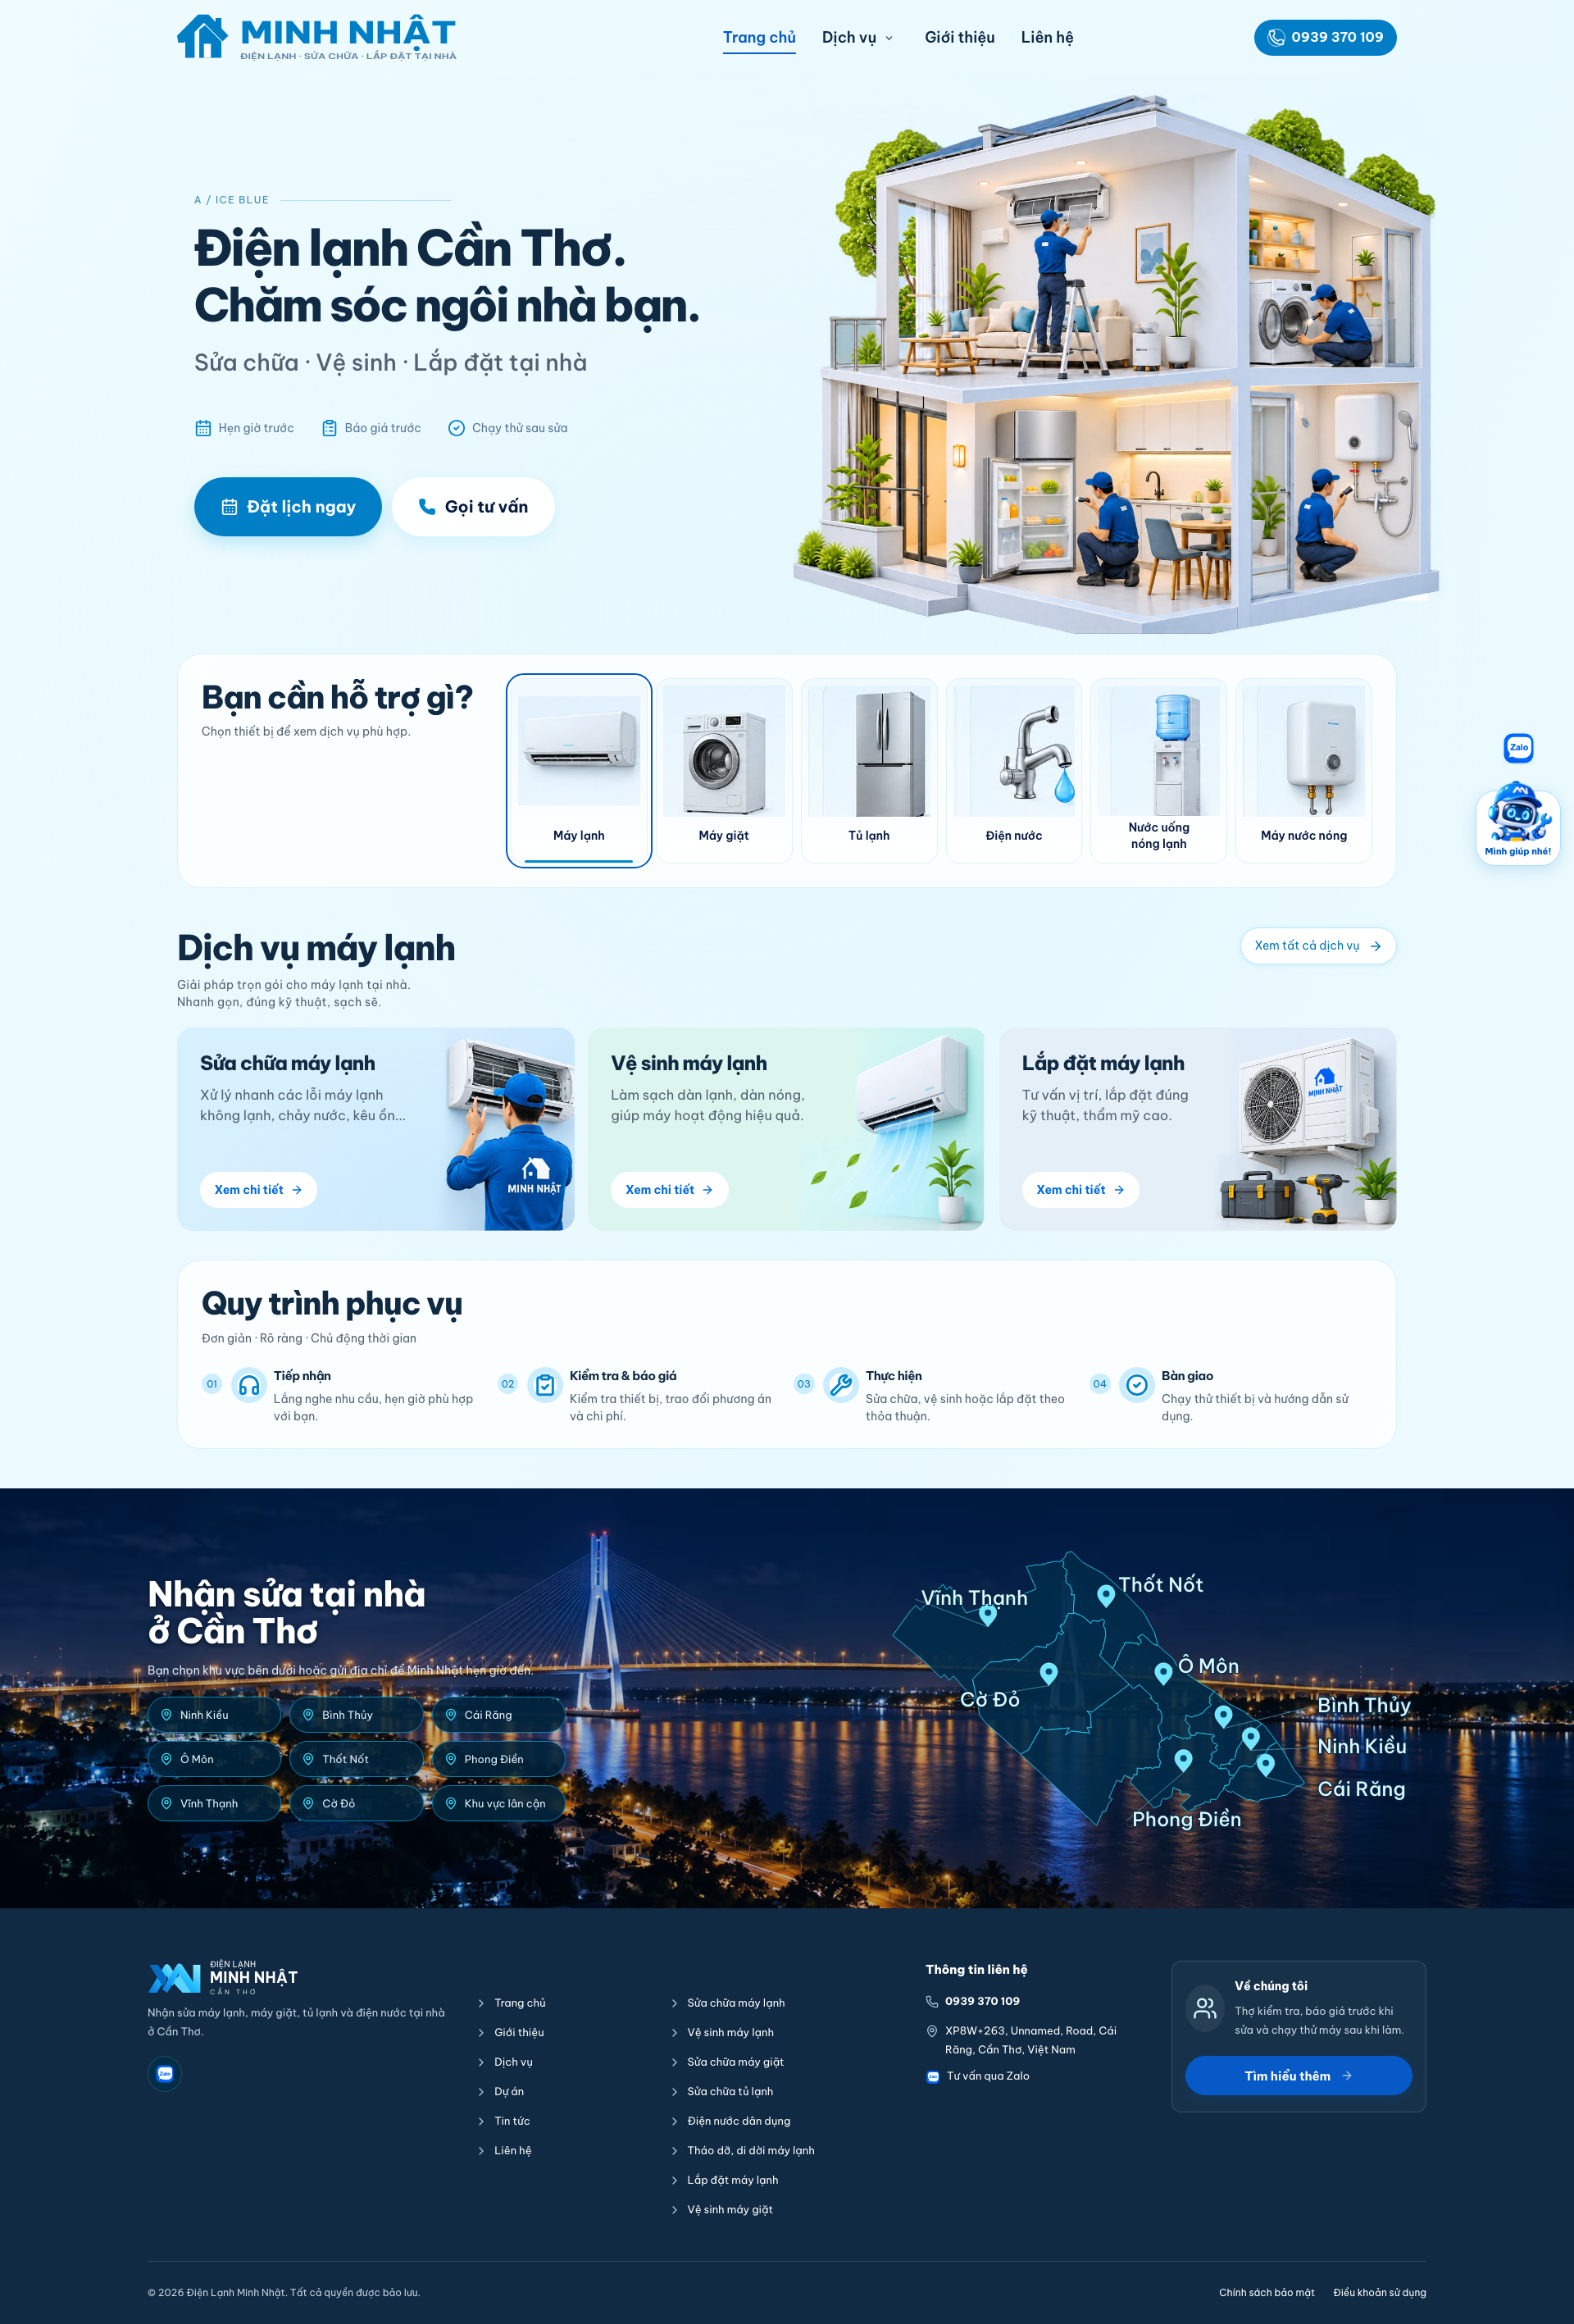 MINH NHẬT
ĐIỆN LẠNH · SỬA CHỮA · LẮP ĐẶT TẠI NHÀ
Trang chủ
Dịch vụ
Giới thiệu
Liên hệ
0939 370 109
A / ICE BLUE
Điện lạnh Cần Thơ.
Chăm sóc ngôi nhà bạn.
Sửa chữa · Vệ sinh · Lắp đặt tại nhà
Hẹn giờ trước
Báo giá trước
Chạy thử sau sửa
Đặt lịch ngay
Gọi tư vấn
Bạn cần hỗ trợ gì?
Chọn thiết bị để xem dịch vụ phù hợp.
Máy lạnh
Máy giặt
Tủ lạnh
Điện nước
Nước uống
nóng lạnh
Máy nước nóng
Zalo
Mình giúp nhé!
Dịch vụ máy lạnh
Giải pháp trọn gói cho máy lạnh tại nhà.
Nhanh gọn, đúng kỹ thuật, sạch sẽ.
Xem tất cả dịch vụ
Sửa chữa máy lạnh
Xử lý nhanh các lỗi máy lạnh
không lạnh, chảy nước, kêu ồn...
Xem chi tiết
MINH NHẬT
Vệ sinh máy lạnh
Làm sạch dàn lạnh, dàn nóng,
giúp máy hoạt động hiệu quả.
Xem chi tiết
Lắp đặt máy lạnh
Tư vấn vị trí, lắp đặt đúng
kỹ thuật, thẩm mỹ cao.
Xem chi tiết
MINH NHẬT
Quy trình phục vụ
Đơn giản · Rõ ràng · Chủ động thời gian
01
Tiếp nhận
Lắng nghe nhu cầu, hẹn giờ phù hợp
với bạn.
02
Kiểm tra & báo giá
Kiểm tra thiết bị, trao đổi phương án
và chi phí.
03
Thực hiện
Sửa chữa, vệ sinh hoặc lắp đặt theo
thỏa thuận.
04
Bàn giao
Chạy thử thiết bị và hướng dẫn sử
dụng.
Nhận sửa tại nhà
ở Cần Thơ
Bạn chọn khu vực bên dưới hoặc gửi địa chỉ để Minh Nhật hẹn giờ đến.
Ninh Kiều
Bình Thủy
Cái Răng
Ô Môn
Thốt Nốt
Phong Điền
Vĩnh Thạnh
Cờ Đỏ
Khu vực lân cận
Vĩnh Thạnh
Thốt Nốt
Cờ Đỏ
Ô Môn
Bình Thủy
Ninh Kiều
Cái Răng
Phong Điền
ĐIỆN LẠNH
MINH NHẬT
CẦN THƠ
Nhận sửa máy lạnh, máy giặt, tủ lạnh và điện nước tại nhà
ở Cần Thơ.
Zalo
Trang chủ
Giới thiệu
Dịch vụ
Dự án
Tin tức
Liên hệ
Sửa chữa máy lạnh
Vệ sinh máy lạnh
Sửa chữa máy giặt
Sửa chữa tủ lạnh
Điện nước dân dụng
Tháo dỡ, di dời máy lạnh
Lắp đặt máy lạnh
Vệ sinh máy giặt
Thông tin liên hệ
0939 370 109
XP8W+263, Unnamed, Road, Cái
Răng, Cần Thơ, Việt Nam
Tư vấn qua Zalo
Về chúng tôi
Thợ kiểm tra, báo giá trước khi
sửa và chạy thử máy sau khi làm.
Tìm hiểu thêm
© 2026 Điện Lạnh Minh Nhật. Tất cả quyền được bảo lưu.
Chính sách bảo mật
Điều khoản sử dụng